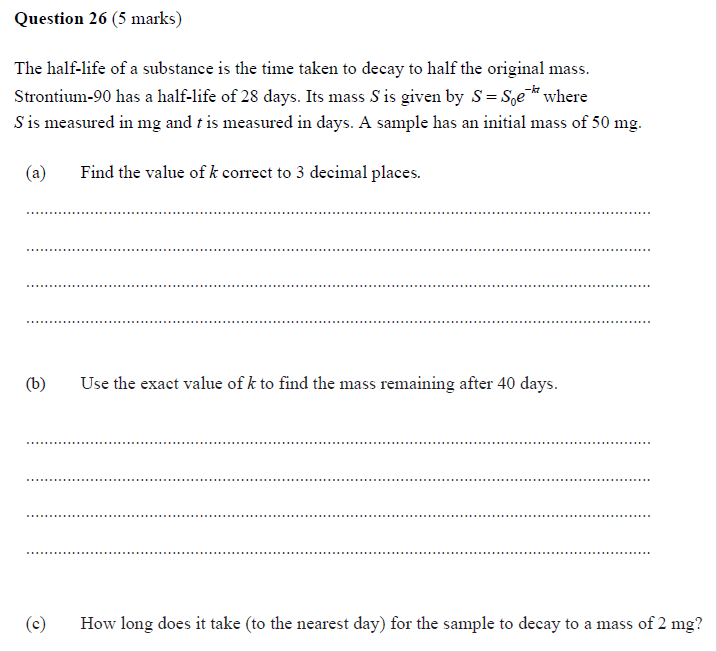 Question 26 (5 marks)
The half-life of a substance is the time taken to decay to half the original mass.
Strontium-90 has a half-life of 28 days. Its mass S is given by S = S₀e⁻ᵏᵗ where
S is measured in mg and t is measured in days. A sample has an initial mass of 50 mg.
(a) Find the value of k correct to 3 decimal places.
(b) Use the exact value of k to find the mass remaining after 40 days.
(c) How long does it take (to the nearest day) for the sample to decay to a mass of 2 mg?